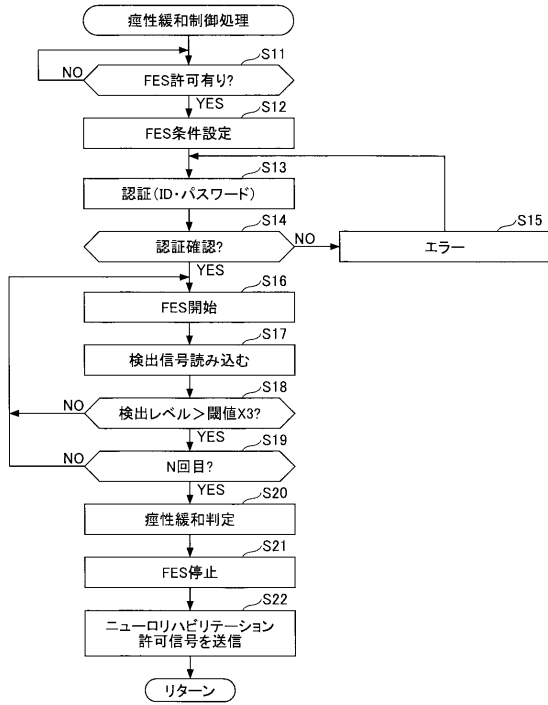 痙性緩和制御処理
S11
FES許可有り?
NO
YES
S12
FES条件設定
S13
認証(ID・パスワード)
S14
認証確認?
NO
S15
エラー
YES
S16
FES開始
S17
検出信号読み込む
S18
検出レベル>閾値X3?
NO
YES
S19
N回目?
NO
YES
S20
痙性緩和判定
S21
FES停止
S22
ニューロリハビリテーション
許可信号を送信
リターン